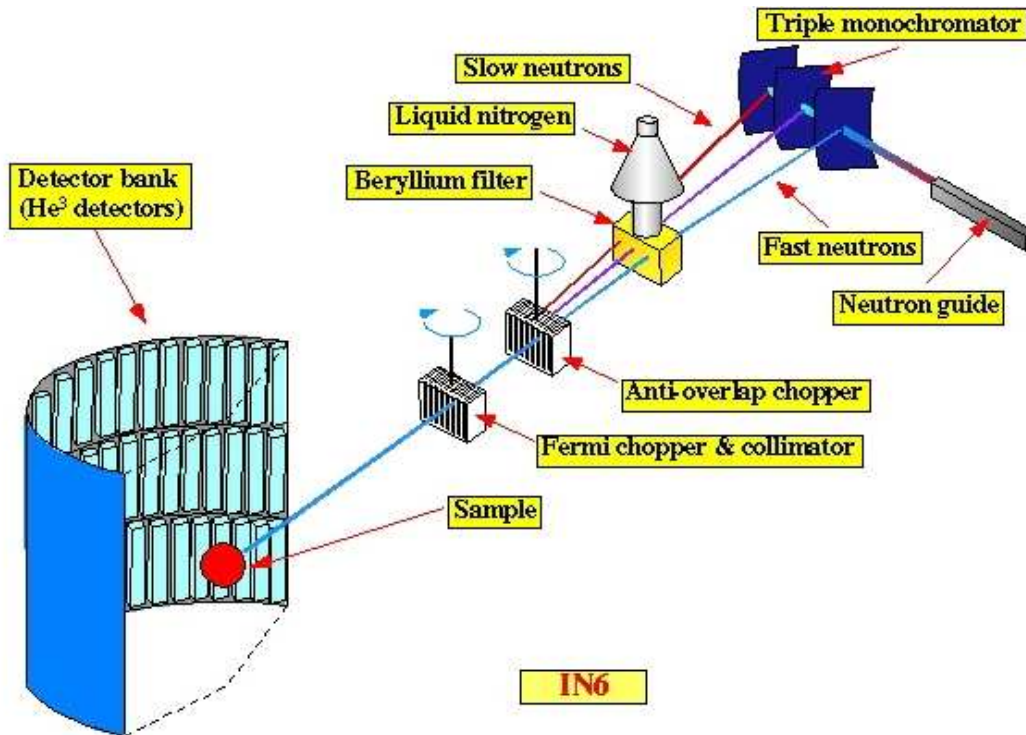 Triple monochromator
Slow neutrons
Liquid nitrogen
Beryllium filter
Detector bank
(He³ detectors)
Fast neutrons
Neutron guide
Anti-overlap chopper
Fermi chopper & collimator
Sample
IN6